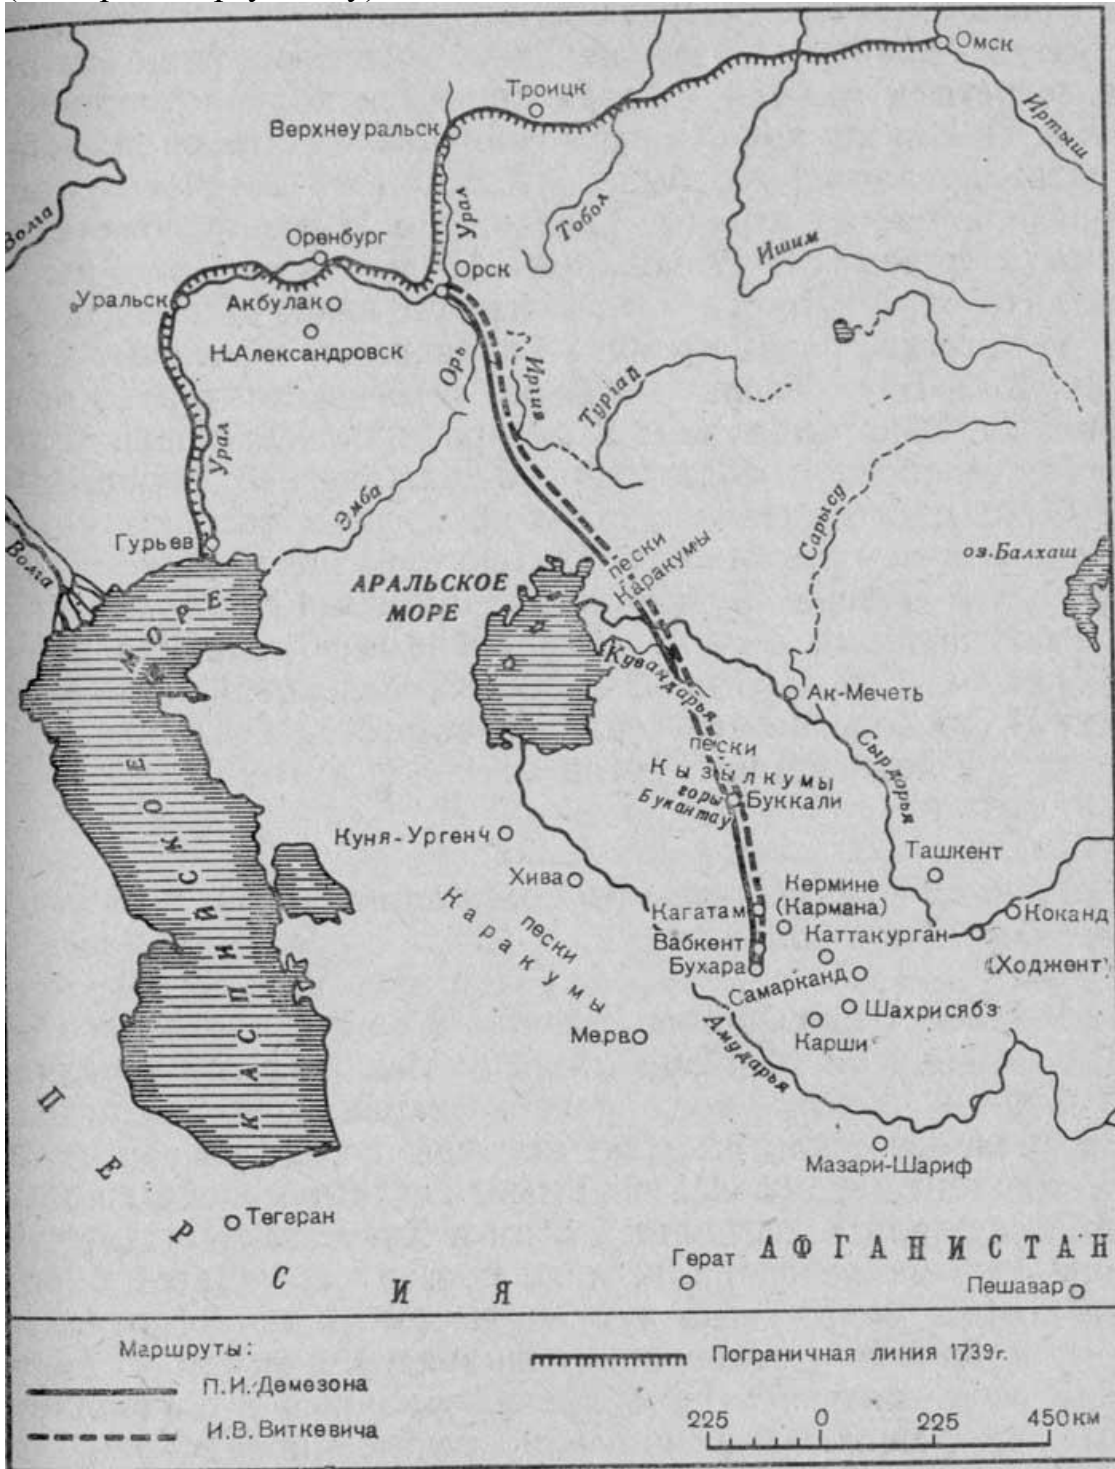 Омск
Троицк
Верхнеуральск
Иртыш
Волга
Урал
Тобол
Ишим
Оренбург
Орск
Уральск
Акбулак
Н.Александровск
Орь
Иргиз
Тургай
Урал
Эмба
Сарысу
Гурьев
Волга
оз.Балхаш
АРАЛЬСКОЕ
МОРЕ
пески
Каракумы
КАСПИЙСКОЕ
МОРЕ
Кувандарья
Ак-Мечеть
Сырдарья
пески
Кызылкумы
горы
Букантау
Буккали
Куня-Ургенч
Ташкент
Хива
Кермине
(Кармана)
Кагатам
Коканд
пески
Каракумы
Вабкент
Каттакурган
Бухара
Самарканд
(Ходжент)
Шахрисябз
Мерв
Карши
Амударья
Мазари-Шариф
ПЕРСИЯ
Тегеран
Герат
АФГАНИСТАН
Пешавар
Маршруты:
П.И.Демезона
И.В.Виткевича
Пограничная линия 1739г.
225 0 225 450км